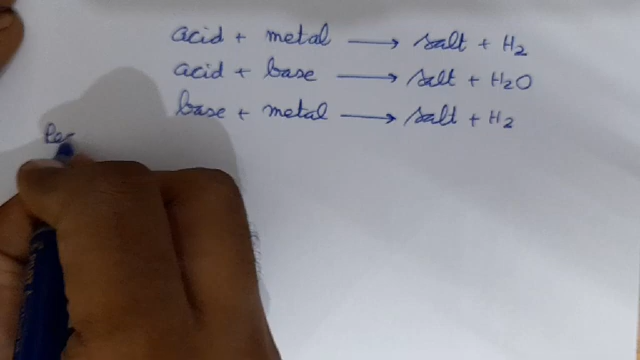 acid + metal ⟶ salt + H₂
acid + base ⟶ salt + H₂O
base + metal ⟶ salt + H₂